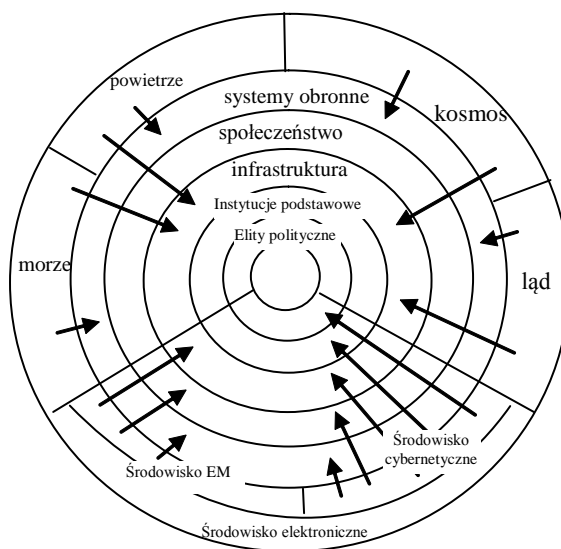 powietrze
systemy obronne
kosmos
społeczeństwo
infrastruktura
Instytucje podstawowe
Elity polityczne
morze
ląd
Środowisko
cybernetyczne
Środowisko EM
Środowisko elektroniczne